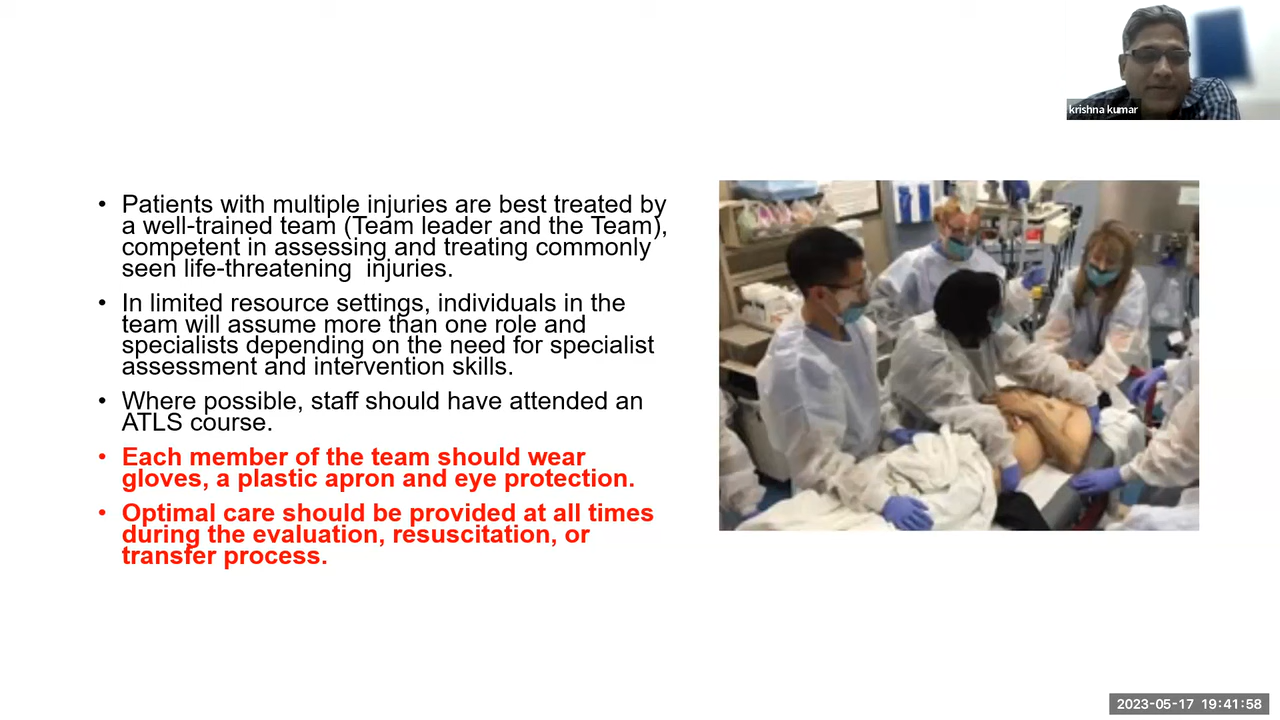 krishna kumar
• Patients with multiple injuries are best treated by
a well-trained team (Team leader and the Team),
competent in assessing and treating commonly
seen life-threatening  injuries.
• In limited resource settings, individuals in the
team will assume more than one role and
specialists depending on the need for specialist
assessment and intervention skills.
• Where possible, staff should have attended an
ATLS course.
• Each member of the team should wear
gloves, a plastic apron and eye protection.
• Optimal care should be provided at all times
during the evaluation, resuscitation, or
transfer process.
2023-05-17 19:41:58